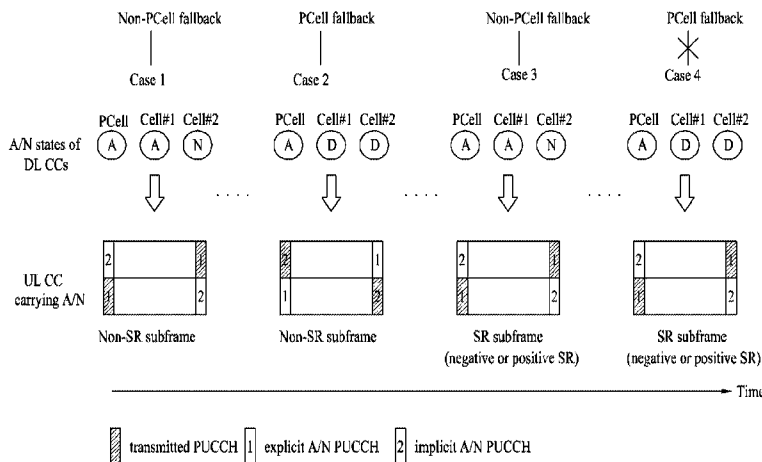 Non-PCell fallback PCell fallback Non-PCell fallback PCell fallback
Case 1 Case 2 Case 3 Case 4
PCell Cell#1 Cell#2 PCell Cell#1 Cell#2 PCell Cell#1 Cell#2 PCell Cell#1 Cell#2
A/N states of
DL CCs
A A N A D D A A N A D D
.... .... ....
2 1 2 1 2 1 2 1
UL CC
carrying A/N
1 2 1 2 1 2 1 2
Non-SR subframe Non-SR subframe SR subframe
(negative or positive SR) SR subframe
(negative or positive SR)
Time
transmitted PUCCH 1 explicit A/N PUCCH 2 implicit A/N PUCCH